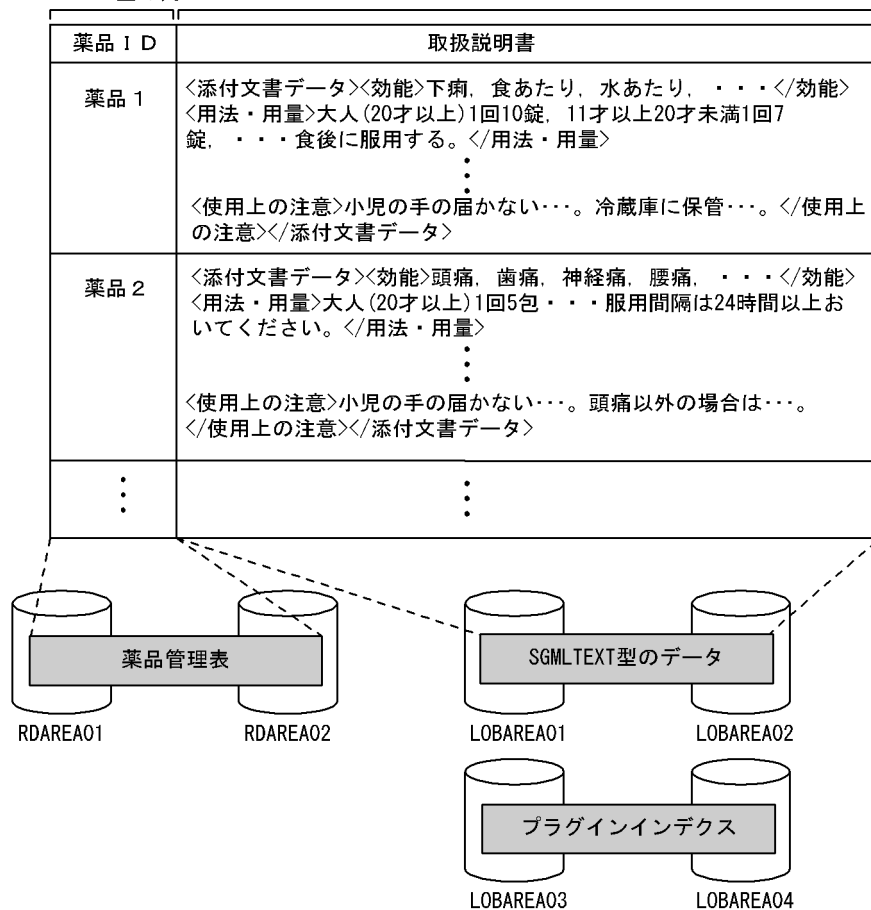 薬品ＩＤ
取扱説明書
薬品１
<添付文書データ><効能>下痢，食あたり，水あたり，・・・</効能>
<用法・用量>大人(20才以上)1回10錠，11才以上20才未満1回7
錠，・・・食後に服用する。</用法・用量>
<使用上の注意>小児の手の届かない･･･。冷蔵庫に保管･･･。</使用上
の注意></添付文書データ>
薬品２
<添付文書データ><効能>頭痛，歯痛，神経痛，腰痛，・・・</効能>
<用法・用量>大人(20才以上)1回5包・・・服用間隔は24時間以上お
いてください。</用法・用量>
<使用上の注意>小児の手の届かない･･･。頭痛以外の場合は･･･。
</使用上の注意></添付文書データ>
薬品管理表
SGMLTEXT型のデータ
RDAREA01
RDAREA02
LOBAREA01
LOBAREA02
プラグインインデクス
LOBAREA03
LOBAREA04